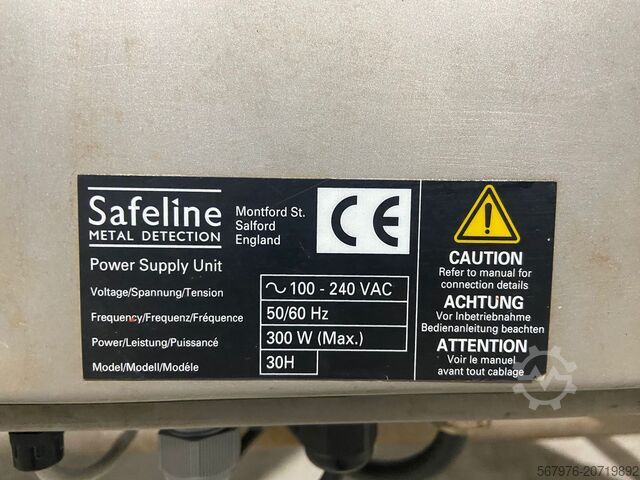 Safeline
METAL DETECTION
Montford St.
Salford
England
CE
Power Supply Unit
Voltage/Spannung/Tension ~ 100 - 240 VAC
Frequency/Frequenz/Fréquence 50/60 Hz
Power/Leistung/Puissancé 300 W (Max.)
Model/Modell/Modéle 30H
CAUTION
Refer to manual for
connection details
ACHTUNG
Vor Inbetriebnahme
Bedienanleitung beachten
ATTENTION
Voir le manuel
avant tout cablage
567976-20719892